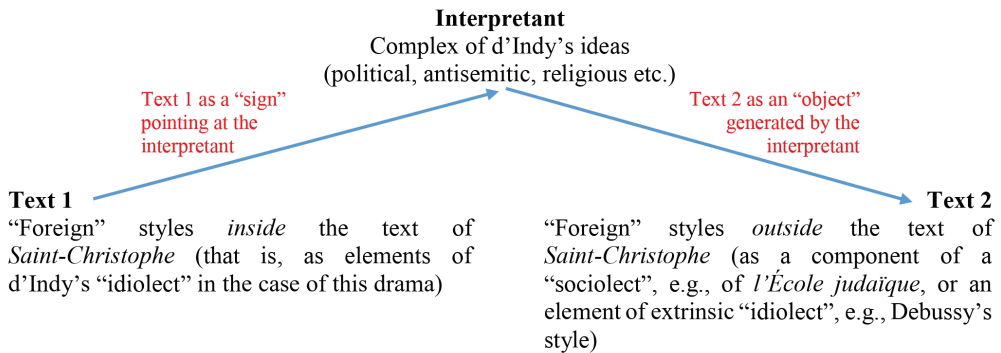 Interpretant
Complex of d’Indy’s ideas
(political, antisemitic, religious etc.)
Text 1 as a “sign”
pointing at the
interpretant
Text 2 as an “object”
generated by the
interpretant
Text 1
“Foreign” styles inside the text of
Saint-Christophe (that is, as elements of
d’Indy’s “idiolect” in the case of this drama)
Text 2
“Foreign” styles outside the text of
Saint-Christophe (as a component of a
“sociolect”, e.g., of l’École judaïque, or an
element of extrinsic “idiolect”, e.g., Debussy’s
style)